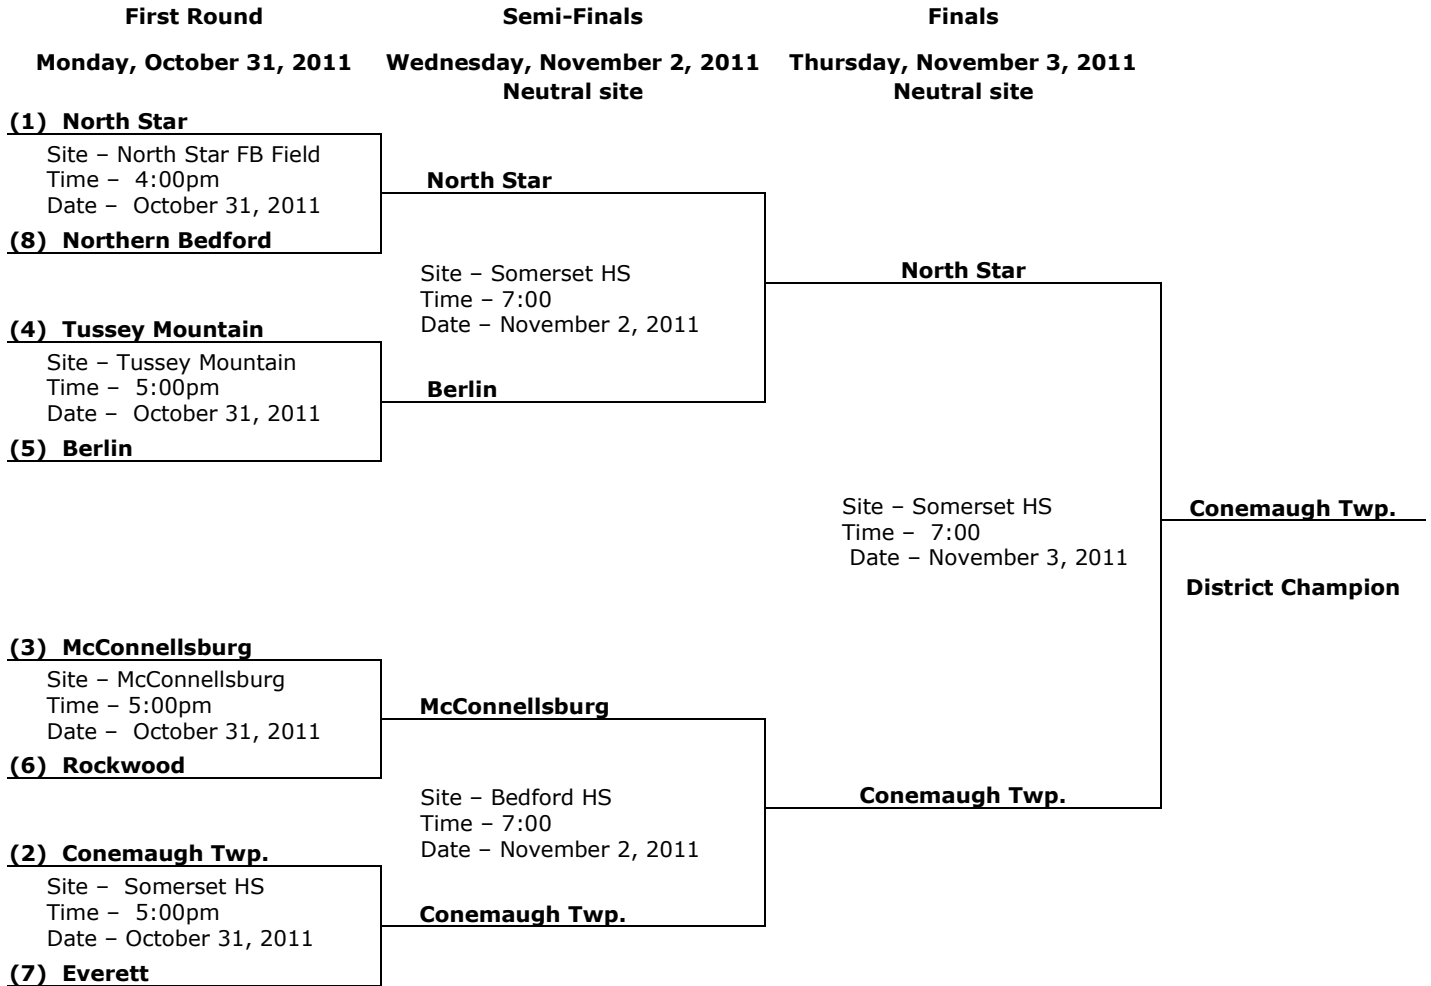 First Round
Semi-Finals
Finals
Monday, October 31, 2011
Wednesday, November 2, 2011
Neutral site
Thursday, November 3, 2011
Neutral site
(1) North Star
Site – North Star FB Field
Time – 4:00pm
Date – October 31, 2011
(8) Northern Bedford
North Star
Site – Somerset HS
Time – 7:00
Date – November 2, 2011
North Star
(4) Tussey Mountain
Site – Tussey Mountain
Time – 5:00pm
Date – October 31, 2011
(5) Berlin
Berlin
Site – Somerset HS
Time – 7:00
Date – November 3, 2011
Conemaugh Twp.
District Champion
(3) McConnellsburg
Site – McConnellsburg
Time – 5:00pm
Date – October 31, 2011
(6) Rockwood
McConnellsburg
Site – Bedford HS
Time – 7:00
Date – November 2, 2011
Conemaugh Twp.
(2) Conemaugh Twp.
Site – Somerset HS
Time – 5:00pm
Date – October 31, 2011
(7) Everett
Conemaugh Twp.